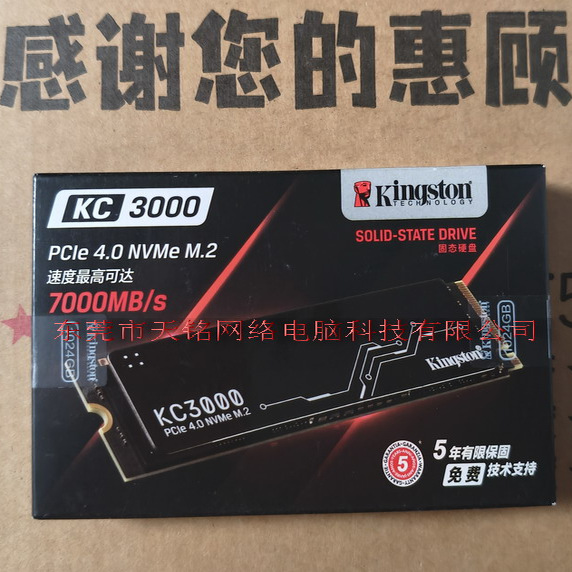 感谢您的惠顾
KC 3000
Kingston
TECHNOLOGY
PCIe 4.0 NVMe M.2
速度最高可达
7000MB/s
SOLID-STATE DRIVE
固态硬盘
东莞市天铭网络电脑科技有限公司
Kingston
1024GB
Kingston
1024GB
KC3000
PCIe 4.0 NVMe M.2
5
5年有限保固
免费 技术支持